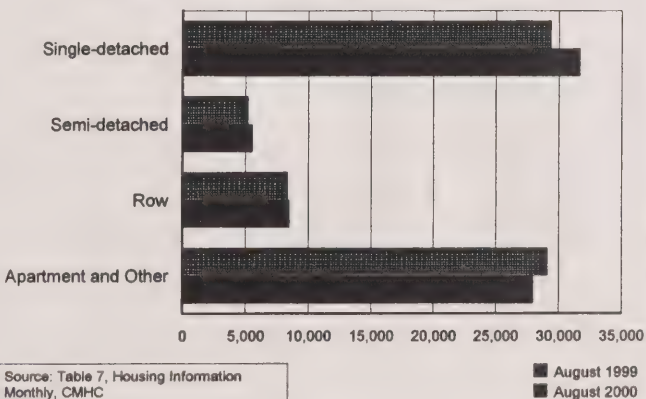 Single-detached
Semi-detached
Row
Apartment and Other
0 5,000 10,000 15,000 20,000 25,000 30,000 35,000
Source: Table 7, Housing Information
Monthly, CMHC
August 1999
August 2000